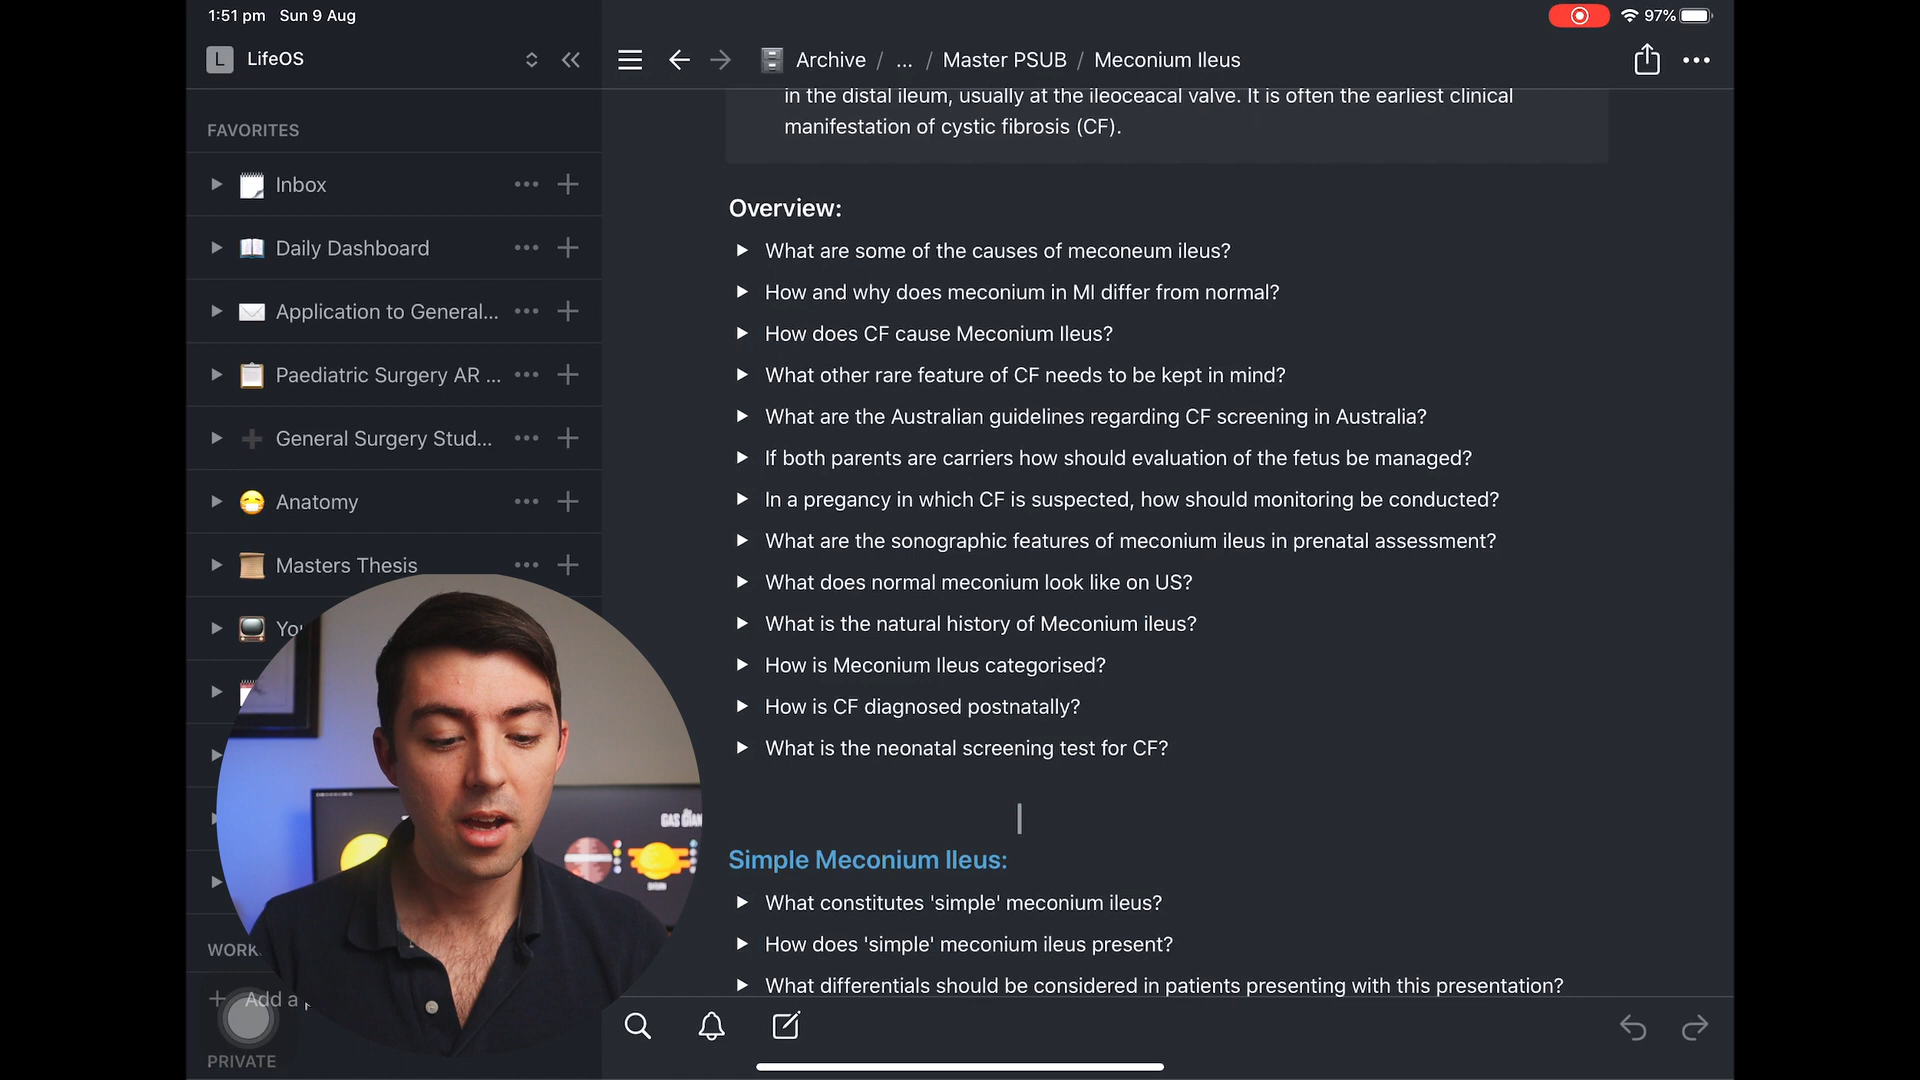 1:51 pm Sun 9 Aug
97%
L LifeOS
Archive / ... / Master PSUB / Meconium Ileus
FAVORITES
Inbox
Daily Dashboard
Application to General...
Paediatric Surgery AR ...
General Surgery Stud...
Anatomy
Masters Thesis
You
WORK
Add a p
PRIVATE
in the distal ileum, usually at the ileoceacal valve. It is often the earliest clinical
manifestation of cystic fibrosis (CF).
Overview:
What are some of the causes of meconeum ileus?
How and why does meconium in MI differ from normal?
How does CF cause Meconium Ileus?
What other rare feature of CF needs to be kept in mind?
What are the Australian guidelines regarding CF screening in Australia?
If both parents are carriers how should evaluation of the fetus be managed?
In a pregancy in which CF is suspected, how should monitoring be conducted?
What are the sonographic features of meconium ileus in prenatal assessment?
What does normal meconium look like on US?
What is the natural history of Meconium ileus?
How is Meconium Ileus categorised?
How is CF diagnosed postnatally?
What is the neonatal screening test for CF?
Simple Meconium Ileus:
What constitutes 'simple' meconium ileus?
How does 'simple' meconium ileus present?
What differentials should be considered in patients presenting with this presentation?